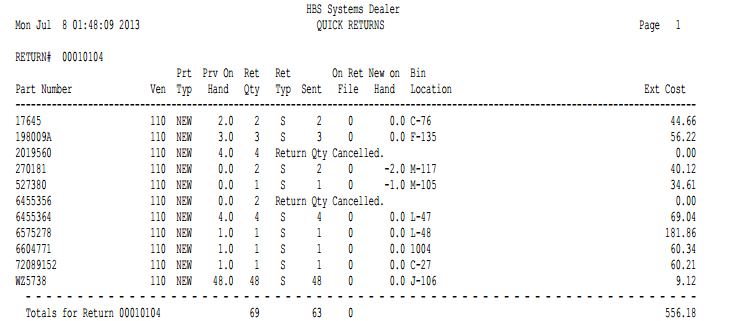 HBS Systems Dealer
Mon Jul 8 01:48:09 2013 QUICK RETURNS Page 1
RETURN# 00010104
Prt Prv On Ret Ret On Ret New on Bin
Part Number Ven Typ Hand Qty Typ Sent File Hand Location Ext Cost
17645 110 NEW 2.0 2 S 2 0 0.0 C-76 44.66
198009A 110 NEW 3.0 3 S 3 0 0.0 F-135 56.22
2019560 110 NEW 4.0 4 Return Qty Cancelled. 0.00
270181 110 NEW 0.0 2 S 2 0 -2.0 M-117 40.12
527380 110 NEW 0.0 1 S 1 0 -1.0 M-105 34.61
6455356 110 NEW 0.0 2 Return Qty Cancelled. 0.00
6455364 110 NEW 4.0 4 S 4 0 0.0 L-47 69.04
6575278 110 NEW 1.0 1 S 1 0 0.0 L-48 181.86
6604771 110 NEW 1.0 1 S 1 0 0.0 1004 60.34
72089152 110 NEW 1.0 1 S 1 0 0.0 C-27 60.21
WZ5738 110 NEW 48.0 48 S 48 0 0.0 J-106 9.12
Totals for Return 00010104 69 63 0 556.18